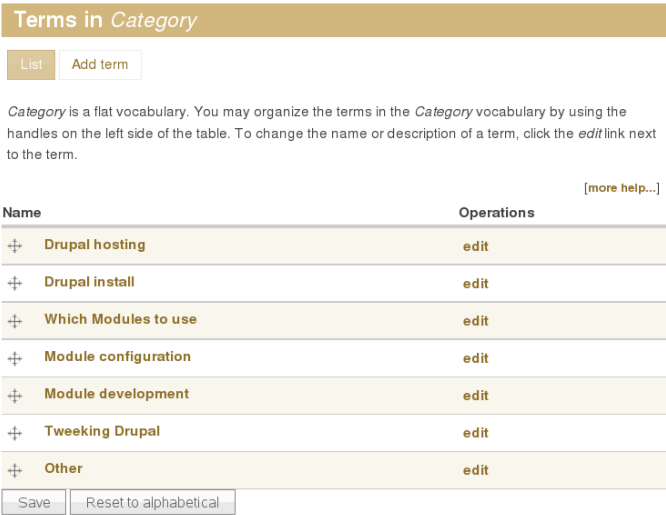 Terms in Category
List Add term
Category is a flat vocabulary. You may organize the terms in the Category vocabulary by using the
handles on the left side of the table. To change the name or description of a term, click the edit link next
to the term.
[more help...]
Name Operations
Drupal hosting edit
Drupal install edit
Which Modules to use edit
Module configuration edit
Module development edit
Tweeking Drupal edit
Other edit
Save Reset to alphabetical